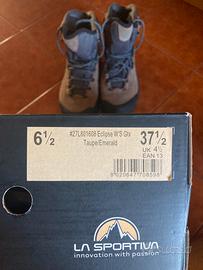 6½
#27L801608 Eclipse W'S Gtx
Taupe/Emerald
37½
UK 4½
EAN 13
LA SPORTIVA
innovation with passion